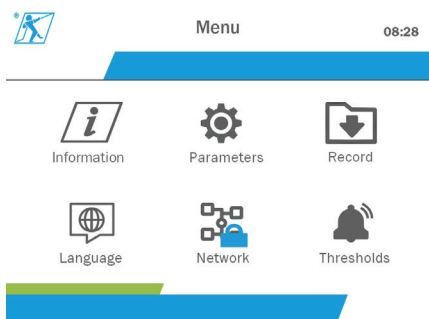 Menu
08:28
Information
Parameters
Record
Language
Network
Thresholds